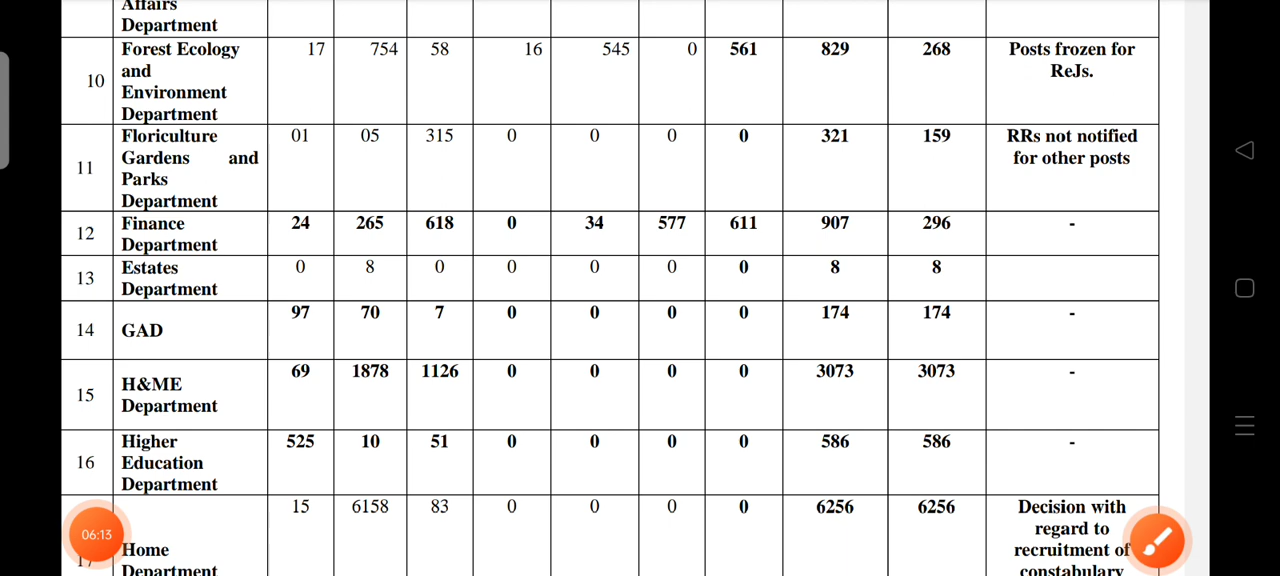 Affairs
Department
10 Forest Ecology 17 754 58 16 545 0 561 829 268 Posts frozen for
and ReJs.
Environment
Department
11 Floriculture 01 05 315 0 0 0 0 321 159 RRs not notified
Gardens and for other posts
Parks
Department
12 Finance 24 265 618 0 34 577 611 907 296 -
Department
13 Estates 0 8 0 0 0 0 0 8 8
Department
14 GAD 97 70 7 0 0 0 0 174 174 -
15 H&ME 69 1878 1126 0 0 0 0 3073 3073 -
Department
16 Higher 525 10 51 0 0 0 0 586 586 -
Education
Department
17 Home 15 6158 83 0 0 0 0 6256 6256 Decision with
Department regard to
recruitment of
constabulary
06:13